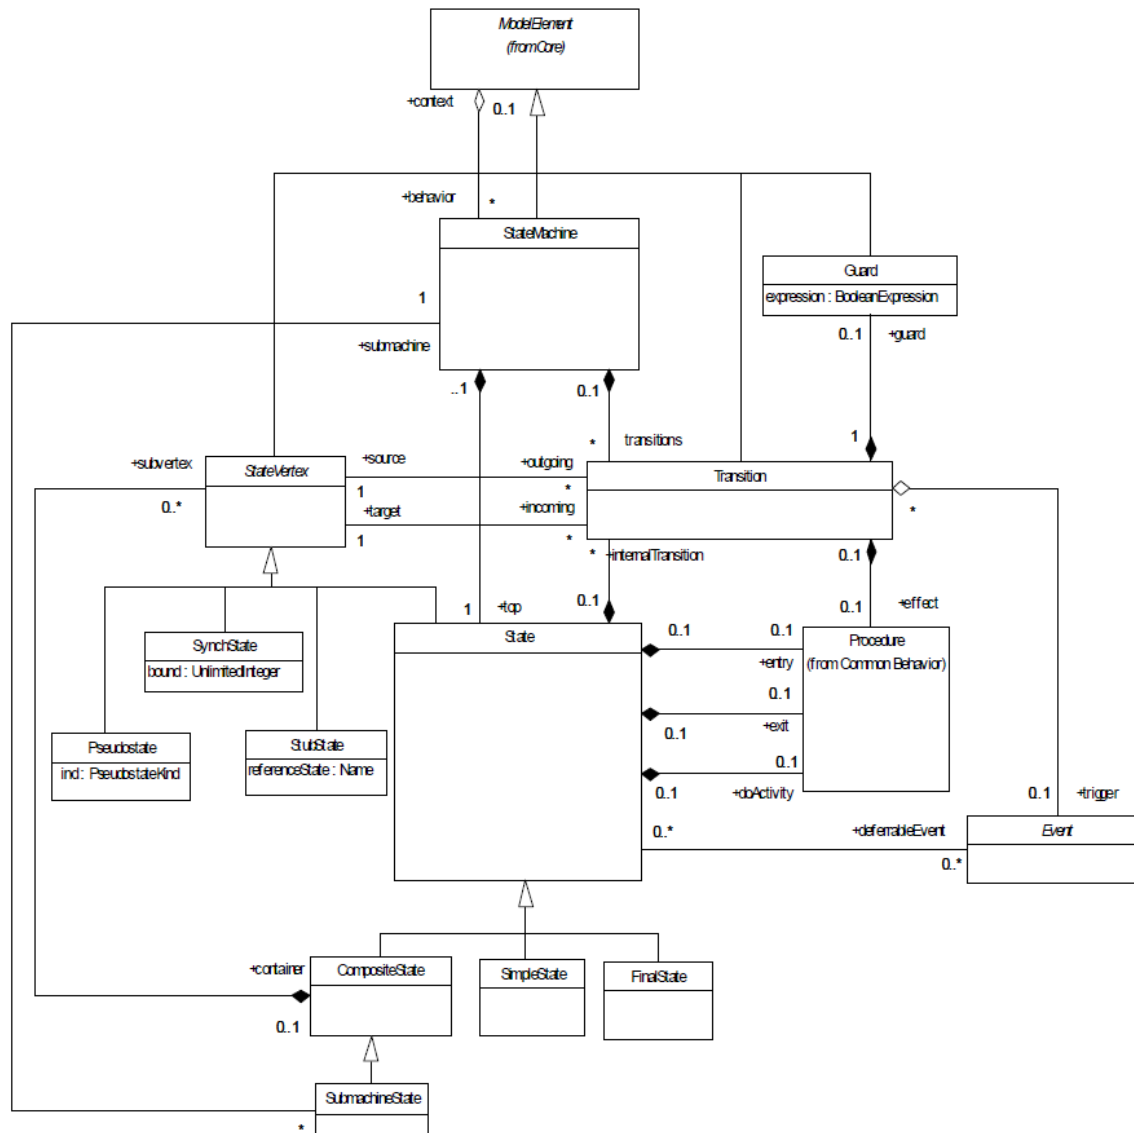 ModelElement
(from Core)
+context
0..1
+behavior
*
StateMachine
Guard
expression : BooleanExpression
1
0..1
+guard
+submachine
..1
0..1
*
transitions
1
+subvertex
StateVertex
+source
+outgoing
Transition
0..*
1
*
*
+target
+incoming
1
*
*
+internalTransition
0..1
0..1
+effect
1
+top
0..1
0..1
State
0..1
0..1
Procedure
(from Common Behavior)
SynchState
bound : UnlimitedInteger
+entry
0..1
0..1
+exit
Pseudostate
ind : PseudostateKind
StubState
referenceState : Name
0..1
0..1
+doActivity
0..1
+trigger
0..*
+deferrableEvent
Event
0..*
+container
CompositeState
SimpleState
FinalState
0..1
SubmachineState
*